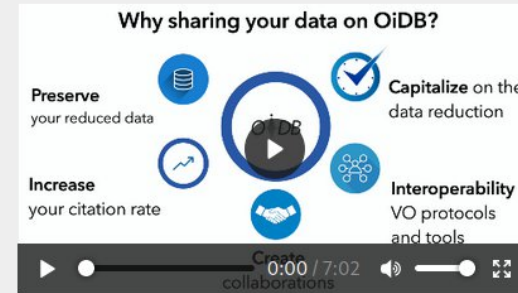 Why sharing your data on OiDB?
Preserve
your reduced data
Capitalize on the
data reduction
OiDB
Increase
your citation rate
Interoperability
VO protocols
and tools
Create
collaborations
0:00 / 7:02